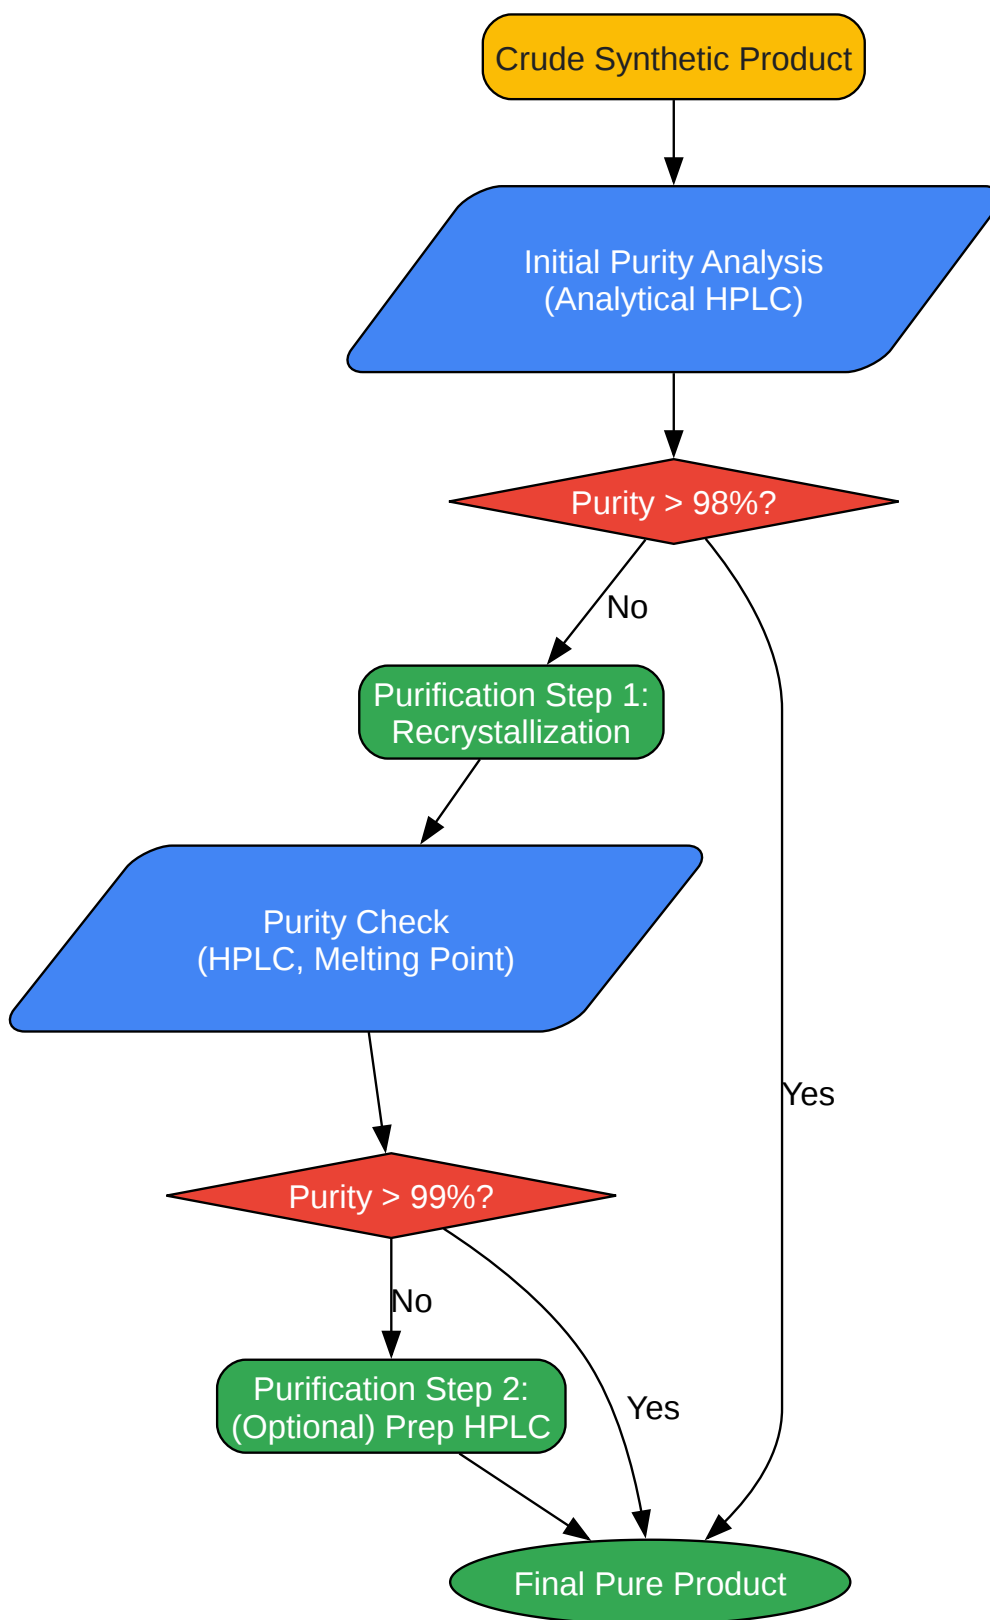 Crude Synthetic Product
Initial Purity Analysis
(Analytical HPLC)
Purity > 98%?
No
Purification Step 1:
Recrystallization
Purity Check
(HPLC, Melting Point)
Yes
Purity > 99%?
No
Purification Step 2:
(Optional) Prep HPLC
Yes
Final Pure Product